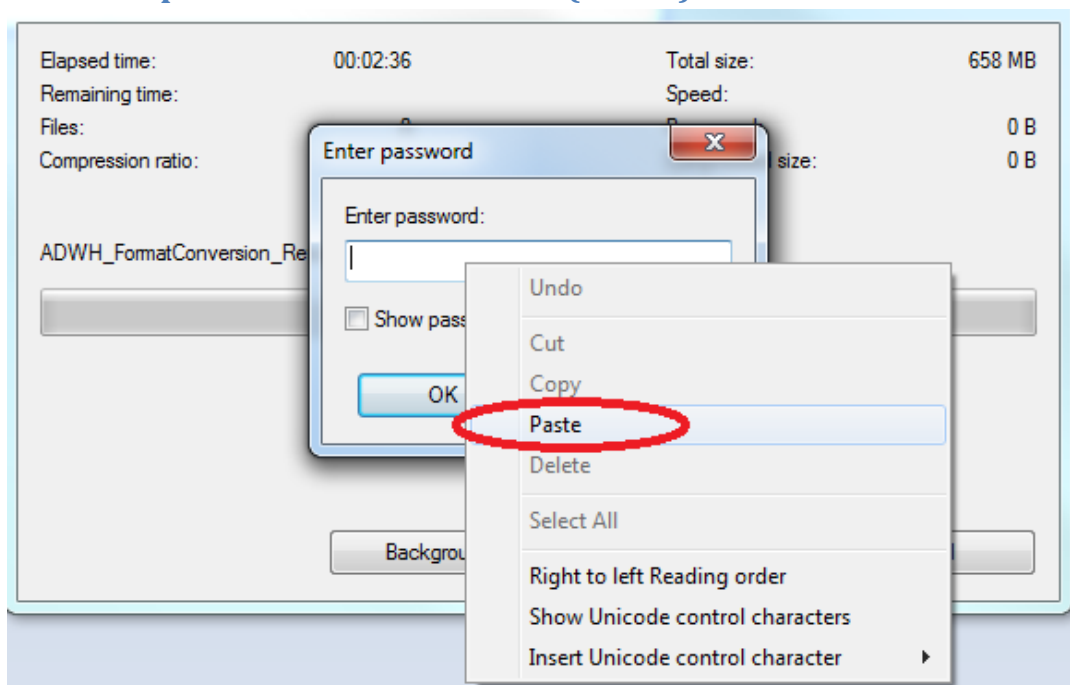 Elapsed time: 00:02:36 Total size: 658 MB
Remaining time: Speed:
Files: 0 B
Compression ratio: size: 0 B
Enter password
Enter password:
ADWH_FormatConversion_Re
Show pass
OK
Undo
Cut
Copy
Paste
Delete
Select All
Right to left Reading order
Show Unicode control characters
Insert Unicode control character
Backgrou